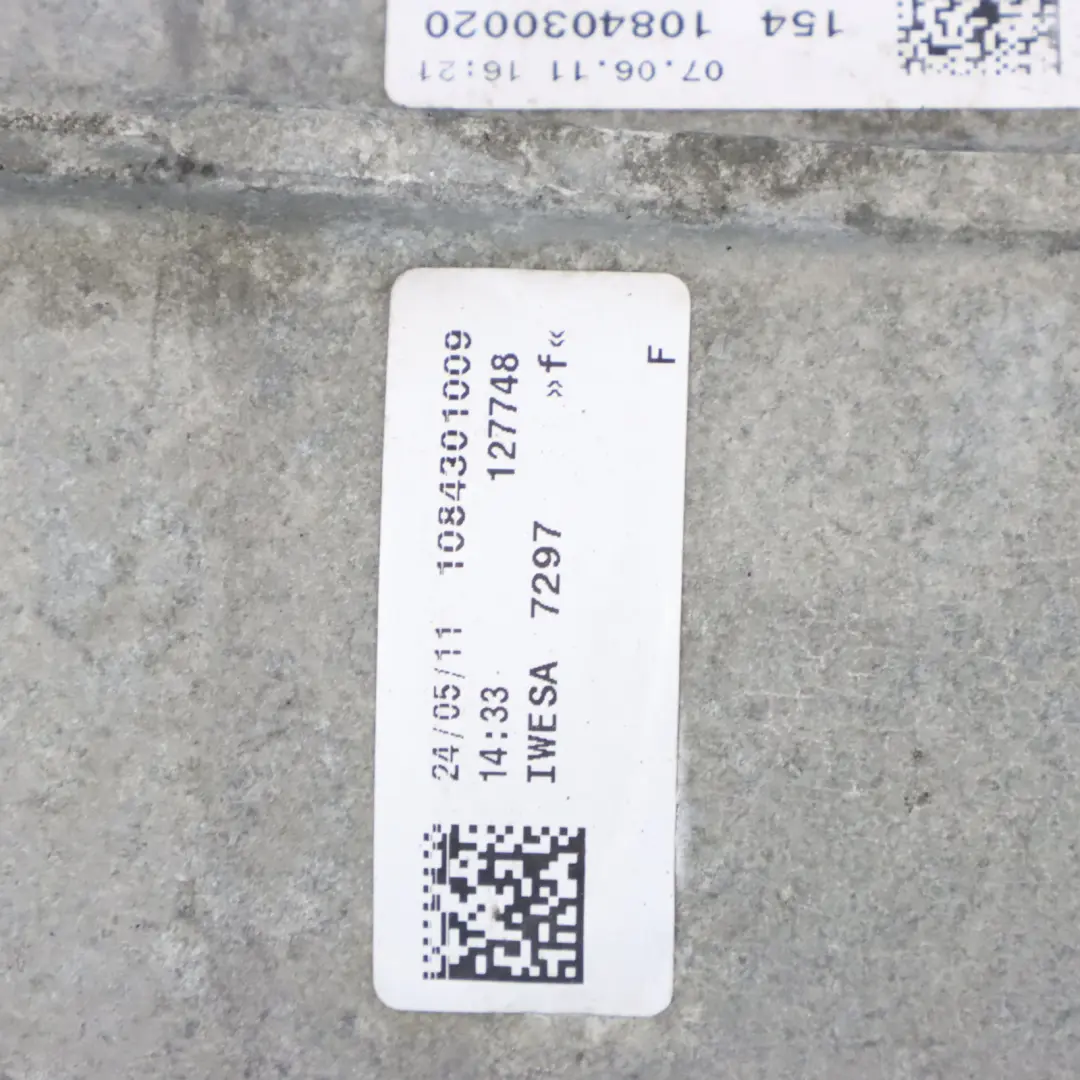 154 1084030020
07.06.11 16:21
24/05/11 1084301009
14:33 127748
IWESA 7297 »f«
F